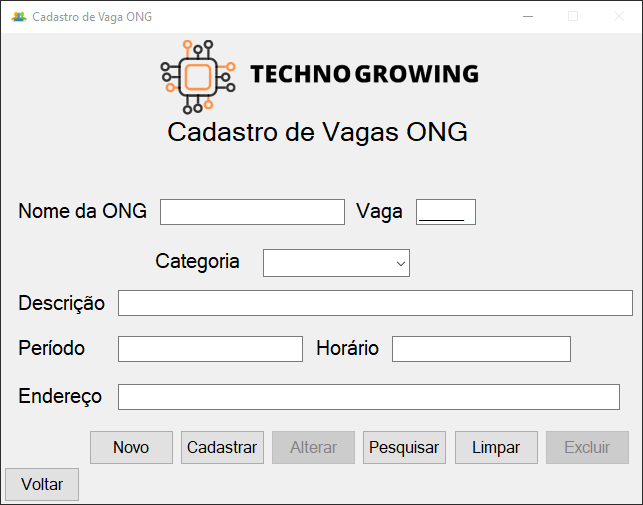 Cadastro de Vaga ONG
TECHNO GROWING
Cadastro de Vagas ONG
Nome da ONG Vaga _____
Categoria
Descrição
Período Horário
Endereço
Novo Cadastrar Alterar Pesquisar Limpar Excluir
Voltar